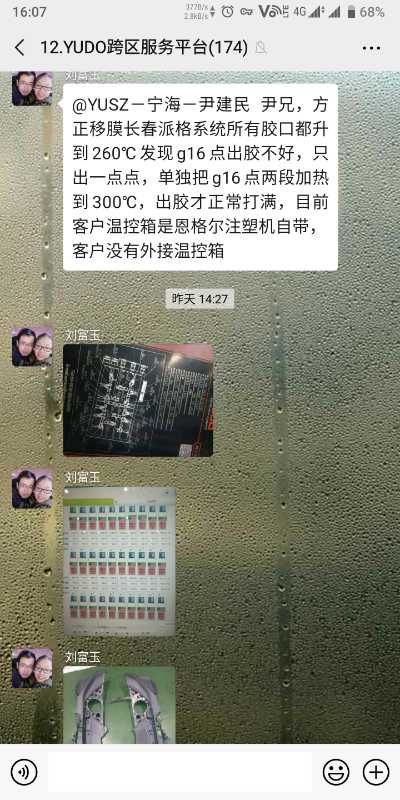 16:07
377B/s
2.8kB/s
4G
68%
12.YUDO跨区服务平台(174)
刘富玉
@YUSZ－宁海－尹建民 尹兄，方
正移膜长春派格系统所有胶口都升
到260℃发现g16点出胶不好，只
出一点点，单独把g16点两段加热
到300℃，出胶才正常打满，目前
客户温控箱是恩格尔注塑机自带，
客户没有外接温控箱
昨天 14:27
刘富玉
刘富玉
刘富玉